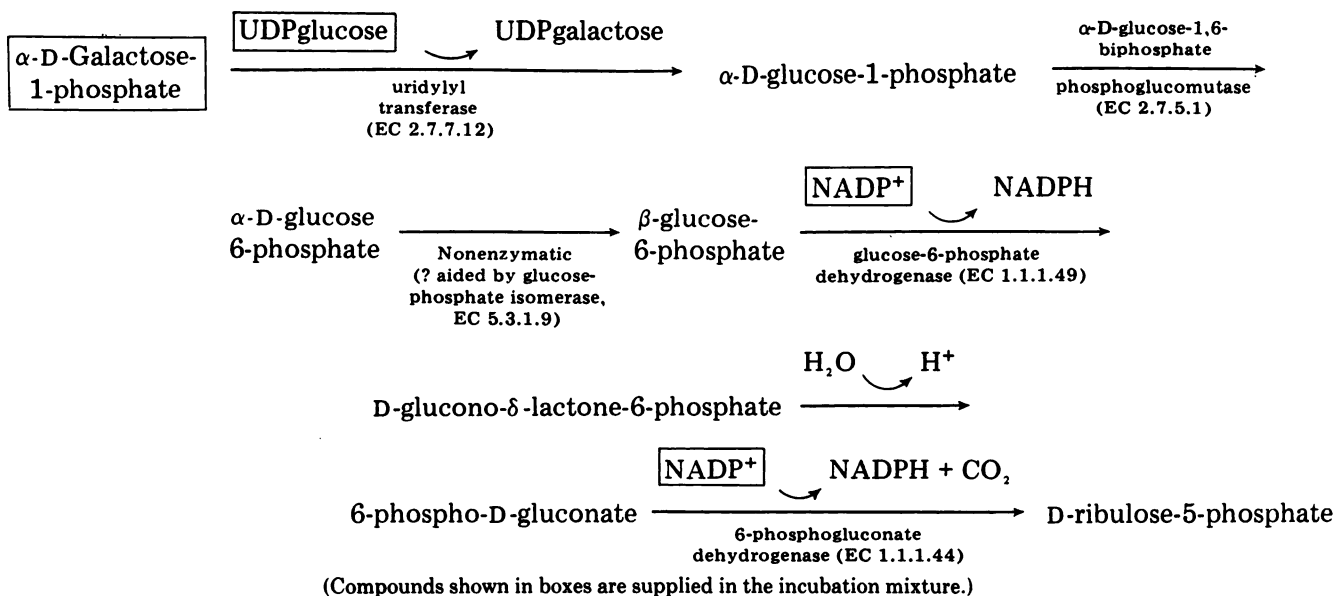 α-D-Galactose-
1-phosphate
UDPglucose
UDPgalactose
uridylyl
transferase
(EC 2.7.7.12)
α-D-glucose-1-phosphate
α-D-glucose-1,6-
biphosphate
phosphoglucomutase
(EC 2.7.5.1)
α-D-glucose
6-phosphate
Nonenzymatic
(? aided by glucose-
phosphate isomerase,
EC 5.3.1.9)
β-glucose-
6-phosphate
NADP⁺
NADPH
glucose-6-phosphate
dehydrogenase (EC 1.1.1.49)
D-glucono-δ-lactone-6-phosphate
H₂O
H⁺
6-phospho-D-gluconate
NADP⁺
NADPH + CO₂
6-phosphogluconate
dehydrogenase (EC 1.1.1.44)
D-ribulose-5-phosphate
(Compounds shown in boxes are supplied in the incubation mixture.)